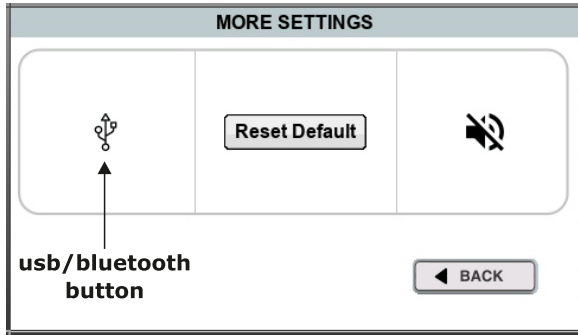 MORE SETTINGS
Reset Default
usb/bluetooth
button
BACK